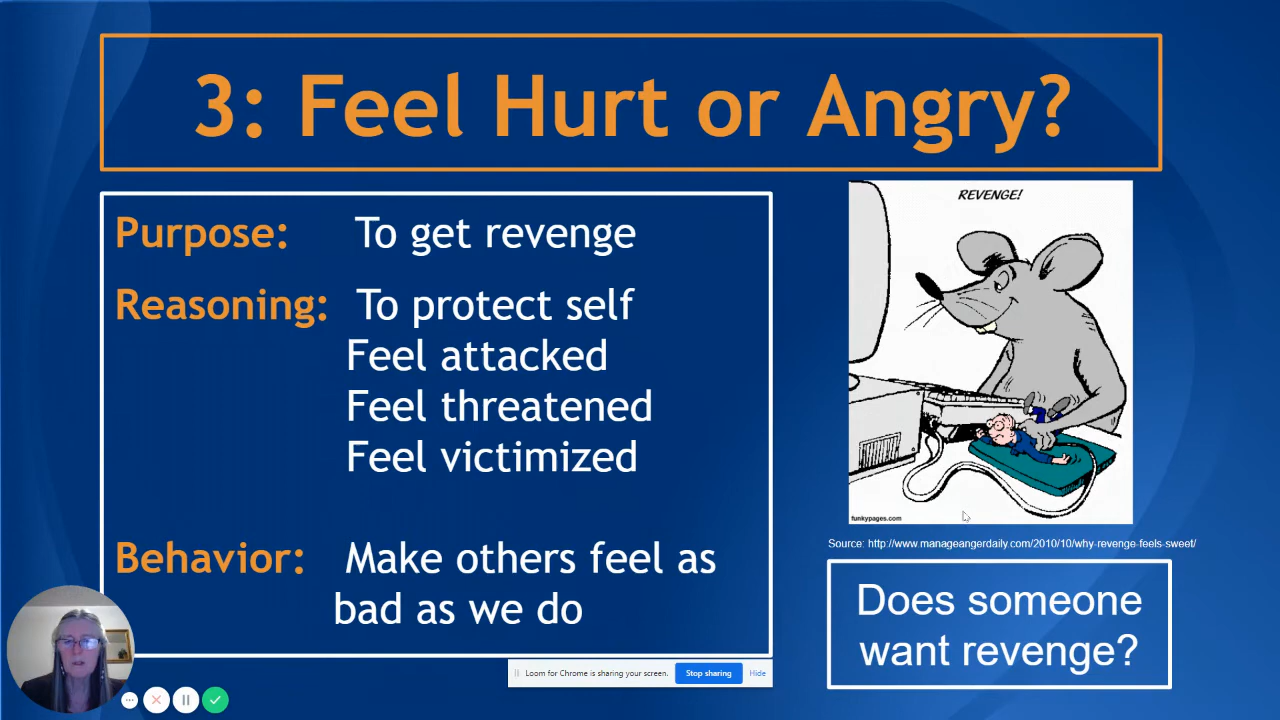 3: Feel Hurt or Angry?
Purpose: To get revenge
Reasoning: To protect self
Feel attacked
Feel threatened
Feel victimized
Behavior: Make others feel as
bad as we do
REVENGE!
funkypages.com
Source: http://www.manageangerdaily.com/2010/10/why-revenge-feels-sweet/
Does someone
want revenge?
Loom for Chrome is sharing your screen. Stop sharing Hide